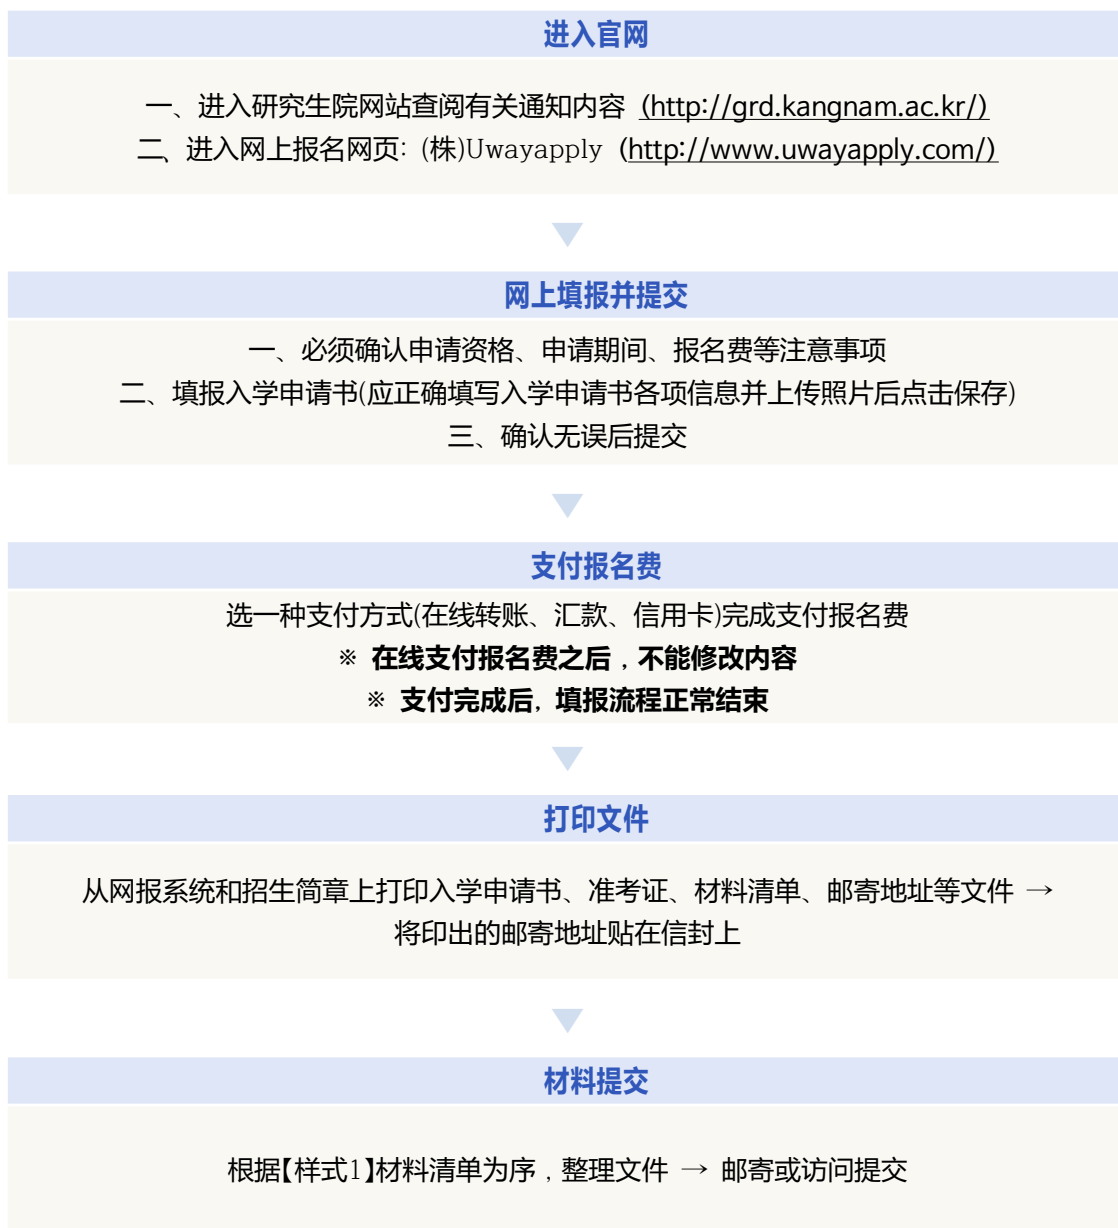 进入官网
一、进入研究生院网站查阅有关通知内容 (http://grd.kangnam.ac.kr/)
二、进入网上报名网页: (株)Uwayapply (http://www.uwayapply.com/)
网上填报并提交
一、必须确认申请资格、申请期间、报名费等注意事项
二、填报入学申请书(应正确填写入学申请书各项信息并上传照片后点击保存)
三、确认无误后提交
支付报名费
选一种支付方式(在线转账、汇款、信用卡)完成支付报名费
※ 在线支付报名费之后，不能修改内容
※ 支付完成后, 填报流程正常结束
打印文件
从网报系统和招生简章上打印入学申请书、准考证、材料清单、邮寄地址等文件 →
将印出的邮寄地址贴在信封上
材料提交
根据【样式1】材料清单为序，整理文件 → 邮寄或访问提交